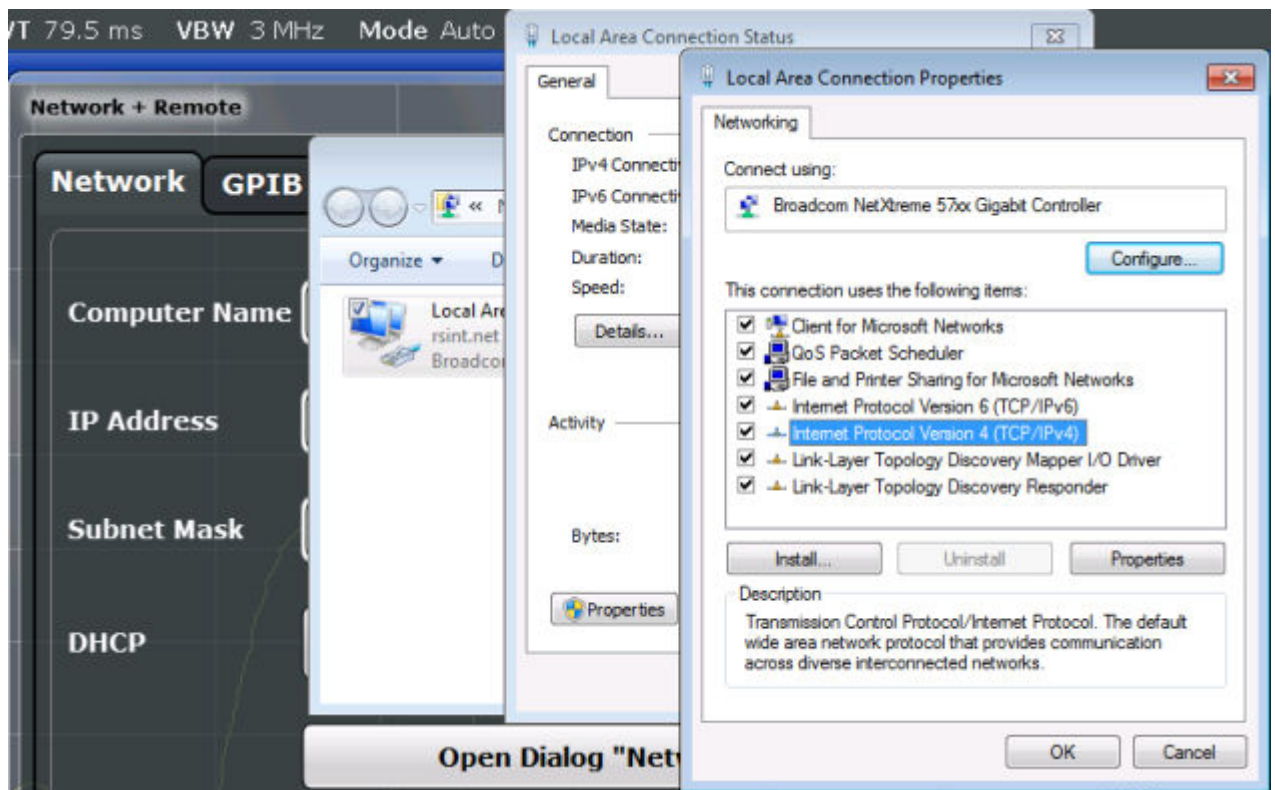 VT 79.5 ms VBW 3 MHz Mode Auto
Network + Remote
Network GPIB
Computer Name
IP Address
Subnet Mask
DHCP
Open Dialog "Net
«
Organize
Local Are
rsint.net
Broadco
Local Area Connection Status
General
Connection
IPv4 Connecti
IPv6 Connecti
Media State:
Duration:
Speed:
Details...
Activity
Bytes:
Properties
Local Area Connection Properties
Networking
Connect using:
Broadcom NetXtreme 57xx Gigabit Controller
Configure...
This connection uses the following items:
Client for Microsoft Networks
QoS Packet Scheduler
File and Printer Sharing for Microsoft Networks
Internet Protocol Version 6 (TCP/IPv6)
Internet Protocol Version 4 (TCP/IPv4)
Link-Layer Topology Discovery Mapper I/O Driver
Link-Layer Topology Discovery Responder
Install... Uninstall Properties
Description
Transmission Control Protocol/Internet Protocol. The default
wide area network protocol that provides communication
across diverse interconnected networks.
OK Cancel